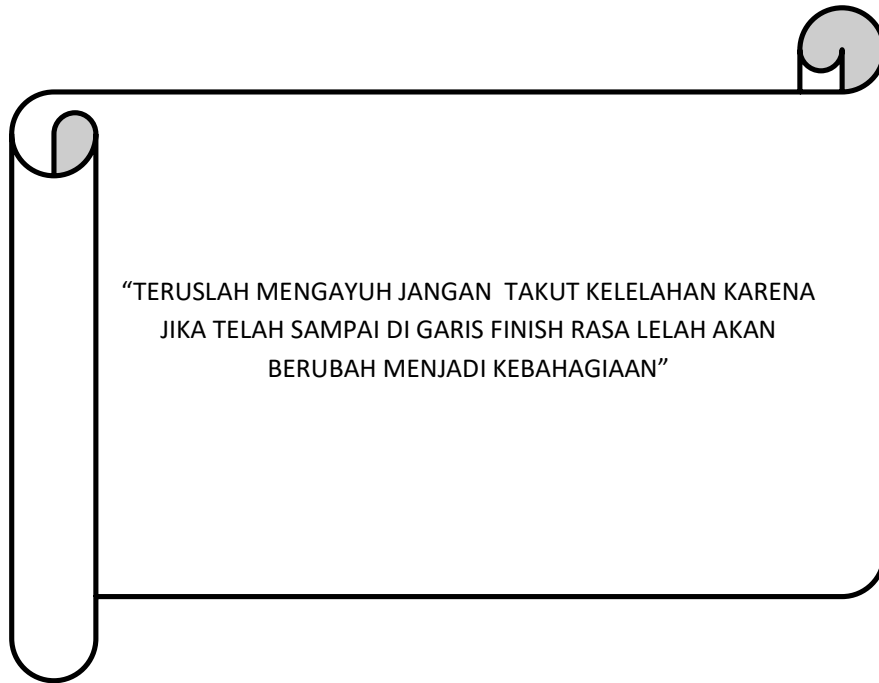 “TERUSLAH MENGAYUH JANGAN  TAKUT KELELAHAN KARENA
JIKA TELAH SAMPAI DI GARIS FINISH RASA LELAH AKAN
BERUBAH MENJADI KEBAHAGIAAN”